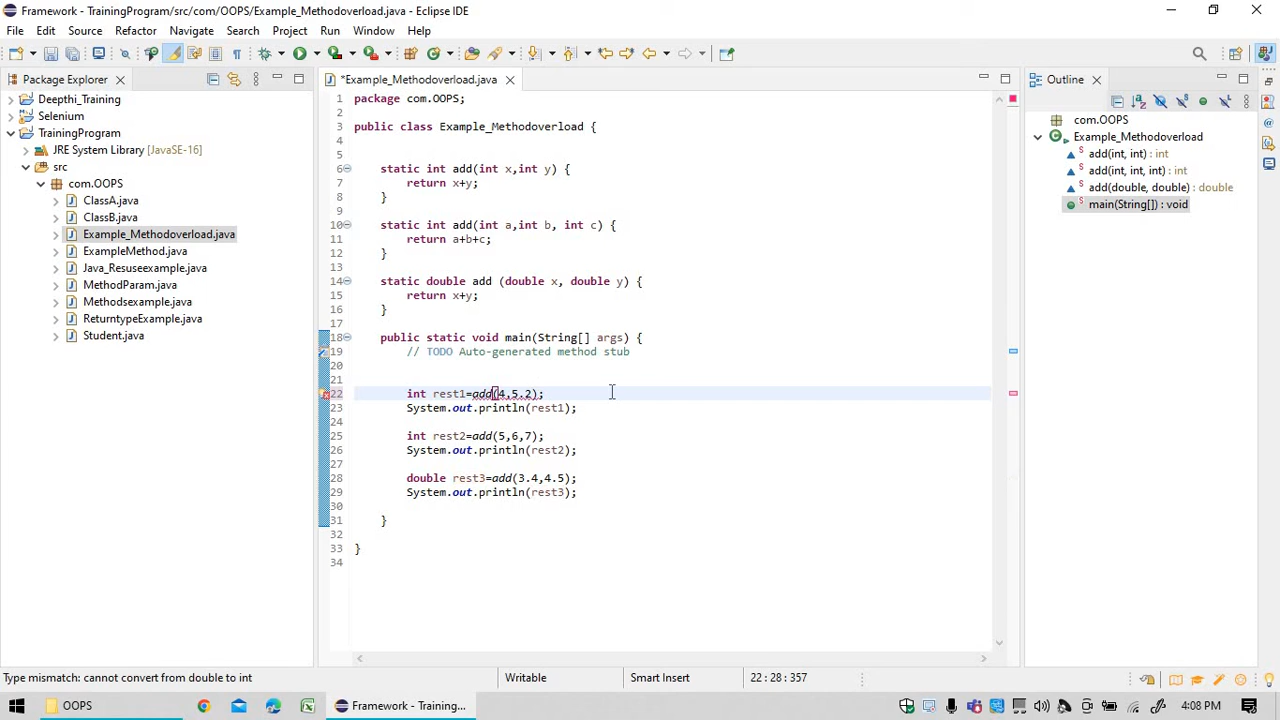 Framework - TrainingProgram/src/com/OOPS/Example_Methodoverload.java - Eclipse IDE
File Edit Source Refactor Navigate Search Project Run Window Help
Package Explorer
Deepthi_Training
Selenium
TrainingProgram
JRE System Library [JavaSE-16]
src
com.OOPS
ClassA.java
ClassB.java
Example_Methodoverload.java
ExampleMethod.java
Java_Resuseexample.java
MethodParam.java
Methodsexample.java
ReturntypeExample.java
Student.java
*Example_Methodoverload.java
1 package com.OOPS;
2
3 public class Example_Methodoverload {
4
5
6 static int add(int x,int y) {
7 return x+y;
8 }
9
10 static int add(int a,int b, int c) {
11 return a+b+c;
12 }
13
14 static double add (double x, double y) {
15 return x+y;
16 }
17
18 public static void main(String[] args) {
19 // TODO Auto-generated method stub
20
21
22 int rest1=add(4,5.2);
23 System.out.println(rest1);
24
25 int rest2=add(5,6,7);
26 System.out.println(rest2);
27
28 double rest3=add(3.4,4.5);
29 System.out.println(rest3);
30
31 }
32
33 }
34
Outline
com.OOPS
Example_Methodoverload
add(int, int) : int
add(int, int, int) : int
add(double, double) : double
main(String[]) : void
Type mismatch: cannot convert from double to int
Writable
Smart Insert
22 : 28 : 357
OOPS
Framework - Training...
4:08 PM